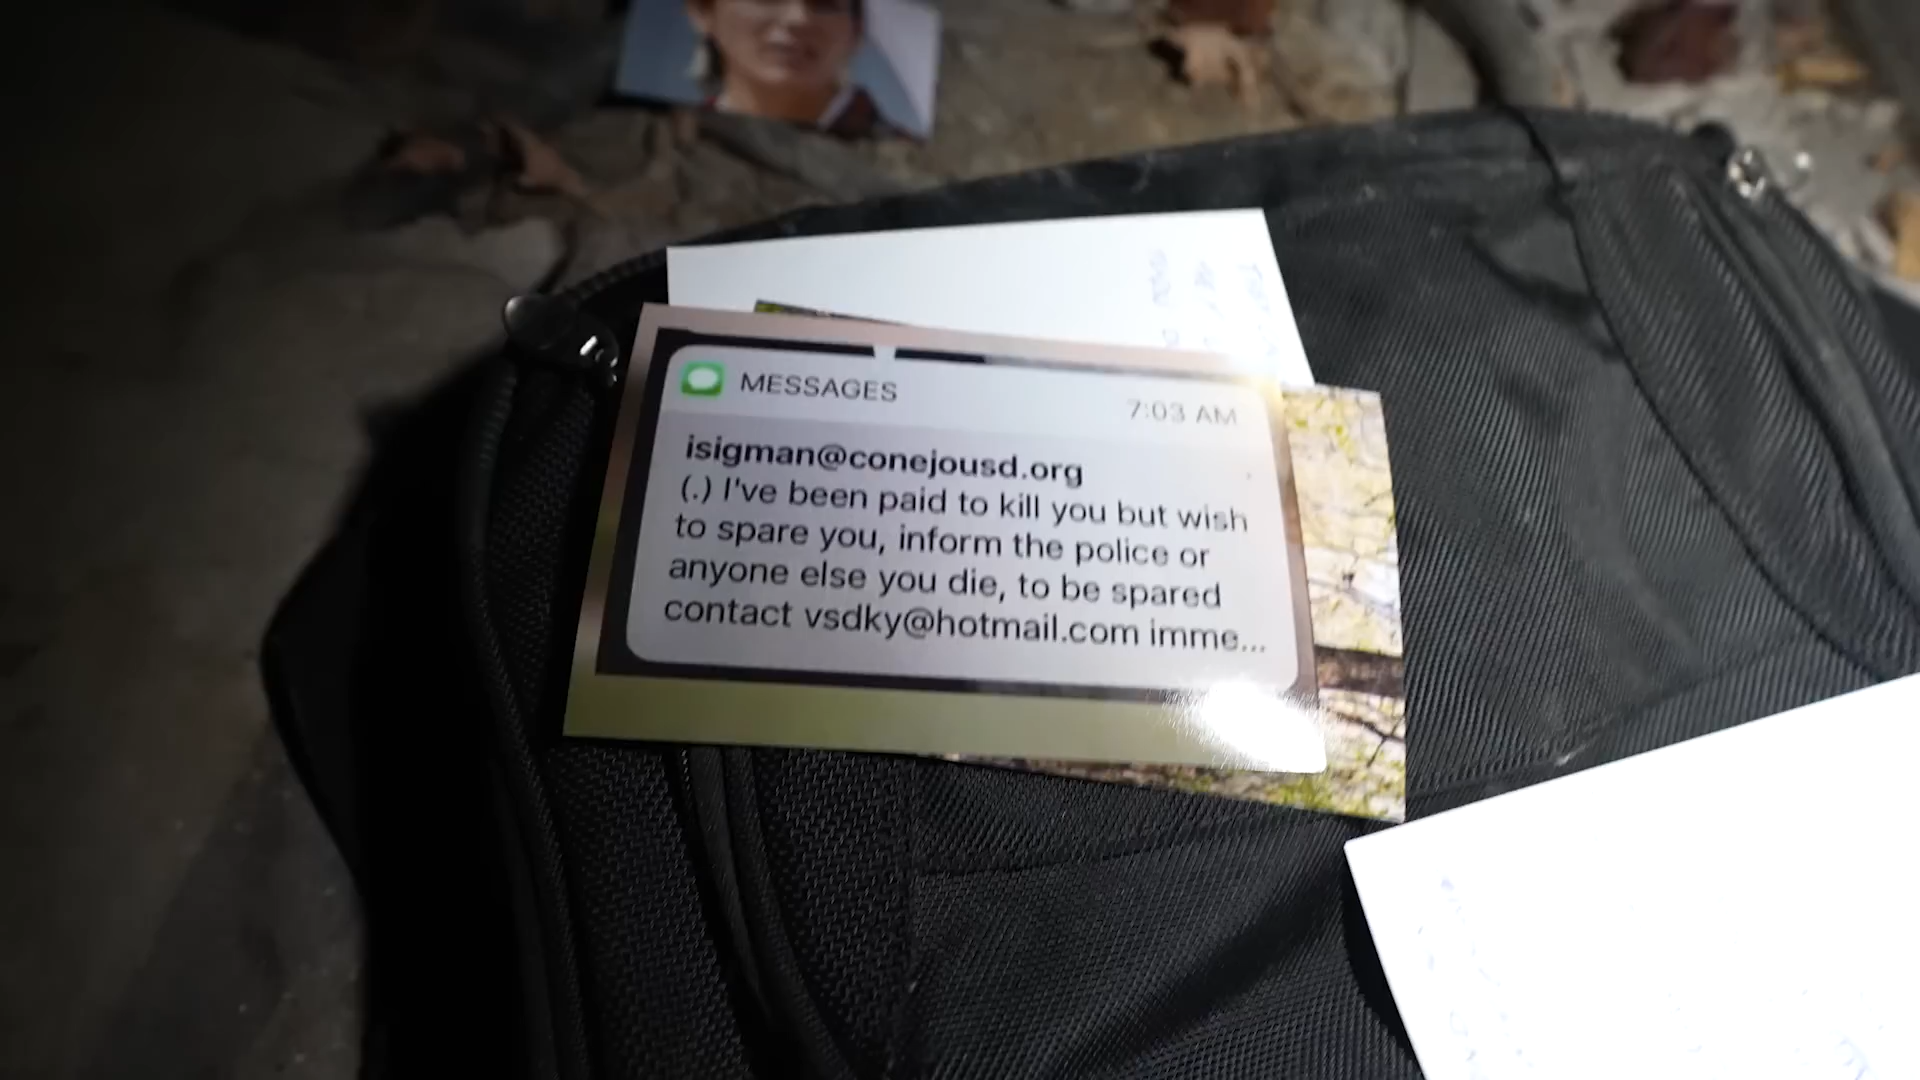 MESSAGES
7:03 AM
isigman@conejousd.org
(.) I've been paid to kill you but wish
to spare you, inform the police or
anyone else you die, to be spared
contact vsdky@hotmail.com imme...